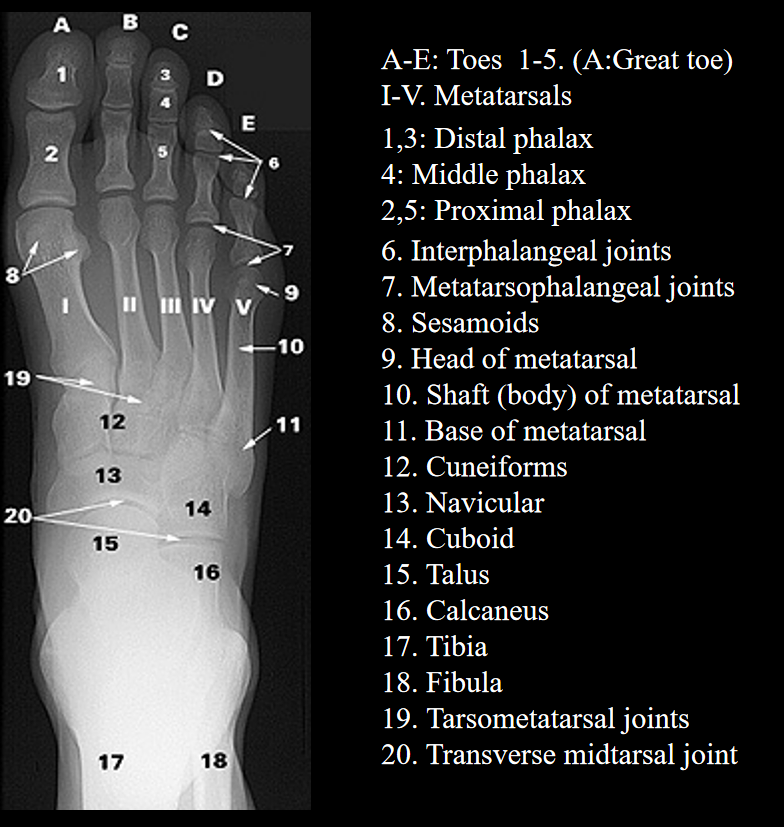 A B C D E
1 3 4
2 5 6
7
8 9
I II III IV V
10
19
12 11
13
20 14
15 16
17 18
A-E: Toes 1-5. (A:Great toe)
I-V. Metatarsals
1,3: Distal phalax
4: Middle phalax
2,5: Proximal phalax
6. Interphalangeal joints
7. Metatarsophalangeal joints
8. Sesamoids
9. Head of metatarsal
10. Shaft (body) of metatarsal
11. Base of metatarsal
12. Cuneiforms
13. Navicular
14. Cuboid
15. Talus
16. Calcaneus
17. Tibia
18. Fibula
19. Tarsometatarsal joints
20. Transverse midtarsal joint